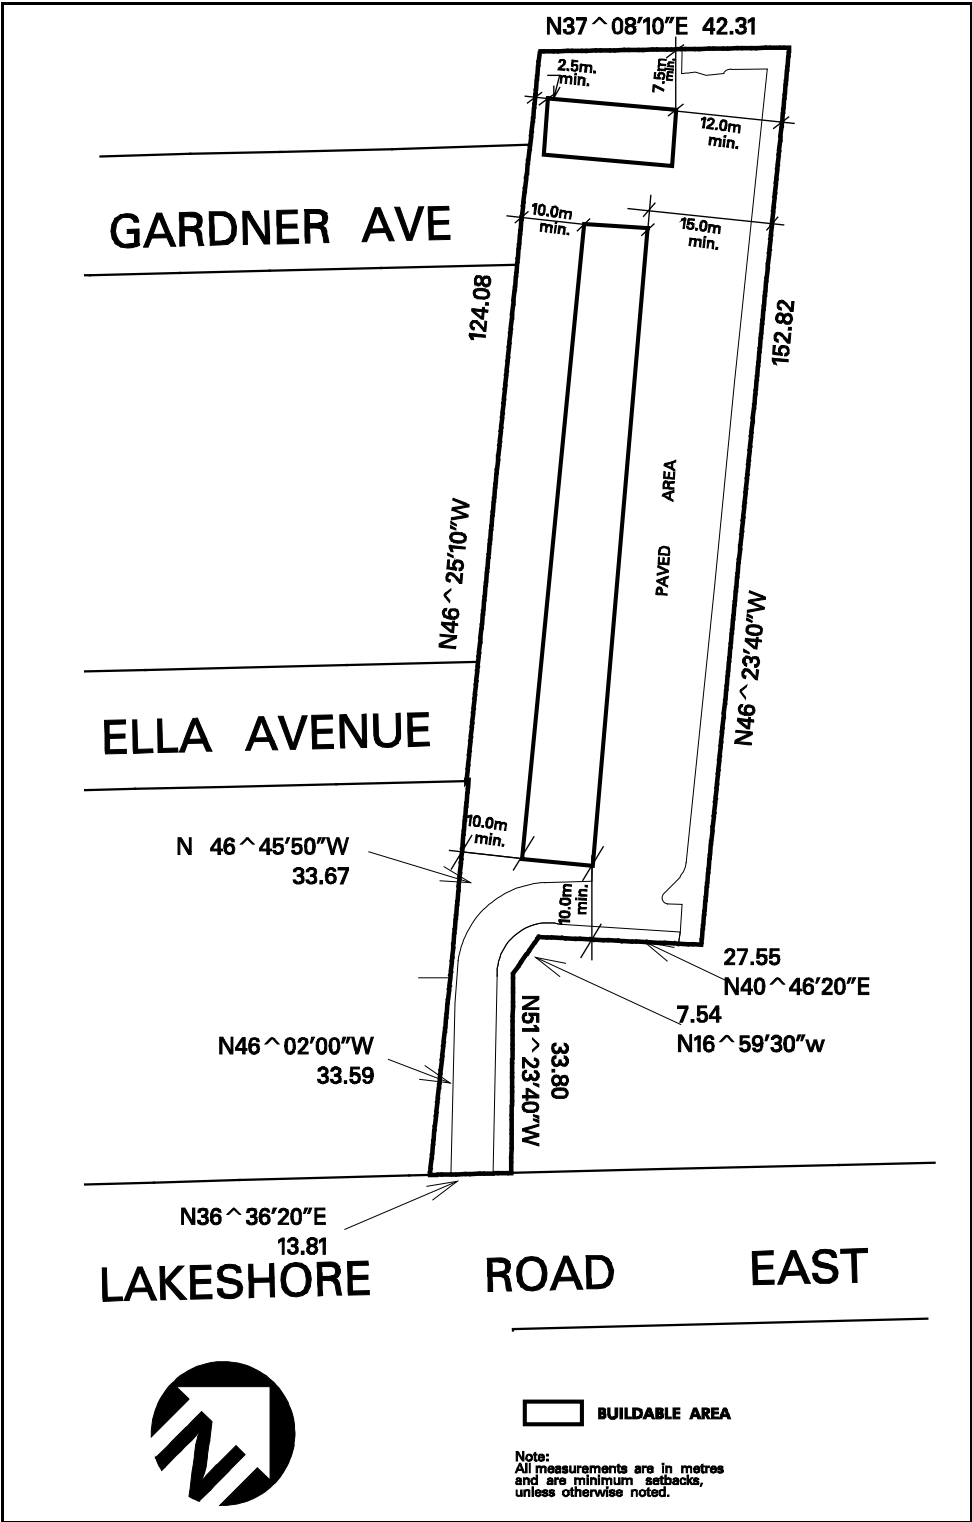 N37^08'10"E 42.31
2.5m.
min.
7.5m
min.
12.0m
min.
GARDNER AVE
10.0m
min.
15.0m
min.
124.08
152.82
PAVED AREA
N46^25'10"W
N46^23'40"W
ELLA AVENUE
10.0m
min.
N 46^45'50"W
33.67
10.0m
min.
27.55
N40^46'20"E
7.54
N16^59'30"w
N51^23'40"W
33.80
N46^02'00"W
33.59
N36^36'20"E
13.81
LAKESHORE ROAD EAST
N
BUILDABLE AREA
Note:
All measurements are in metres
and are minimum setbacks,
unless otherwise noted.